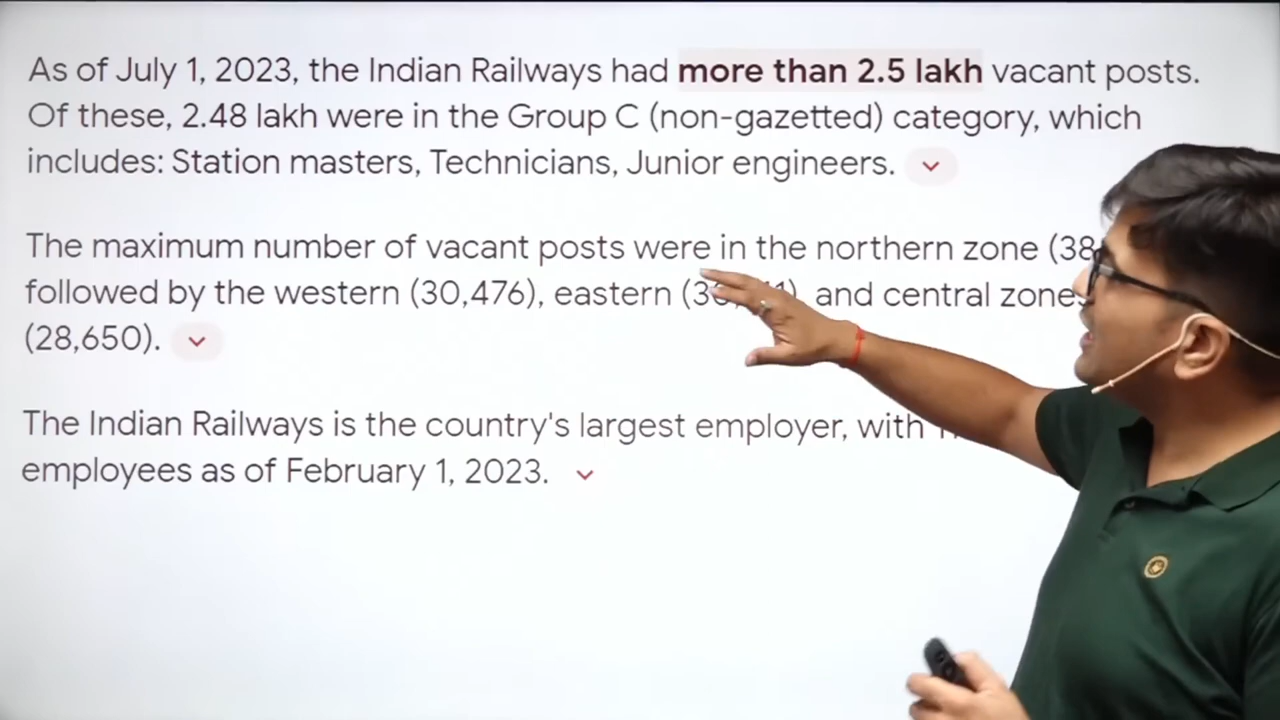 As of July 1, 2023, the Indian Railways had more than 2.5 lakh vacant posts.
Of these, 2.48 lakh were in the Group C (non-gazetted) category, which
includes: Station masters, Technicians, Junior engineers.
The maximum number of vacant posts were in the northern zone
followed by the western (30,476), eastern and central zones
(28,650).
The Indian Railways is the country's largest employer, with
employees as of February 1, 2023.